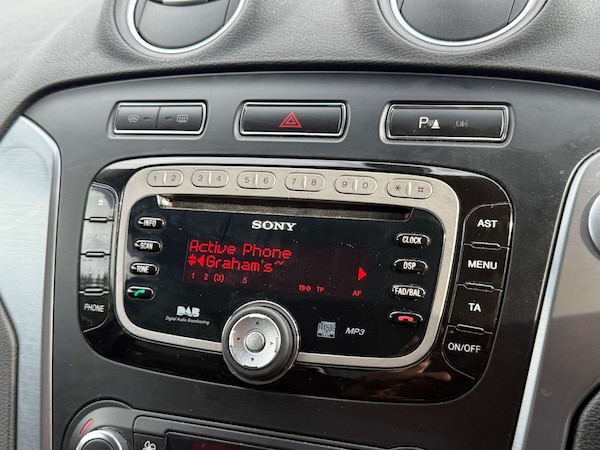 P ON
1 2 3 4 5 6 7 8 9 0 * #
SONY
INFO
SCAN
TONE
PHONE
Active Phone
Graham's~
1 2 (3) 5 TP AF
CLOCK
DSP
FAD/BAL
AST
MENU
TA
ON/OFF
DAB
Digital Audio Broadcasting
MP3